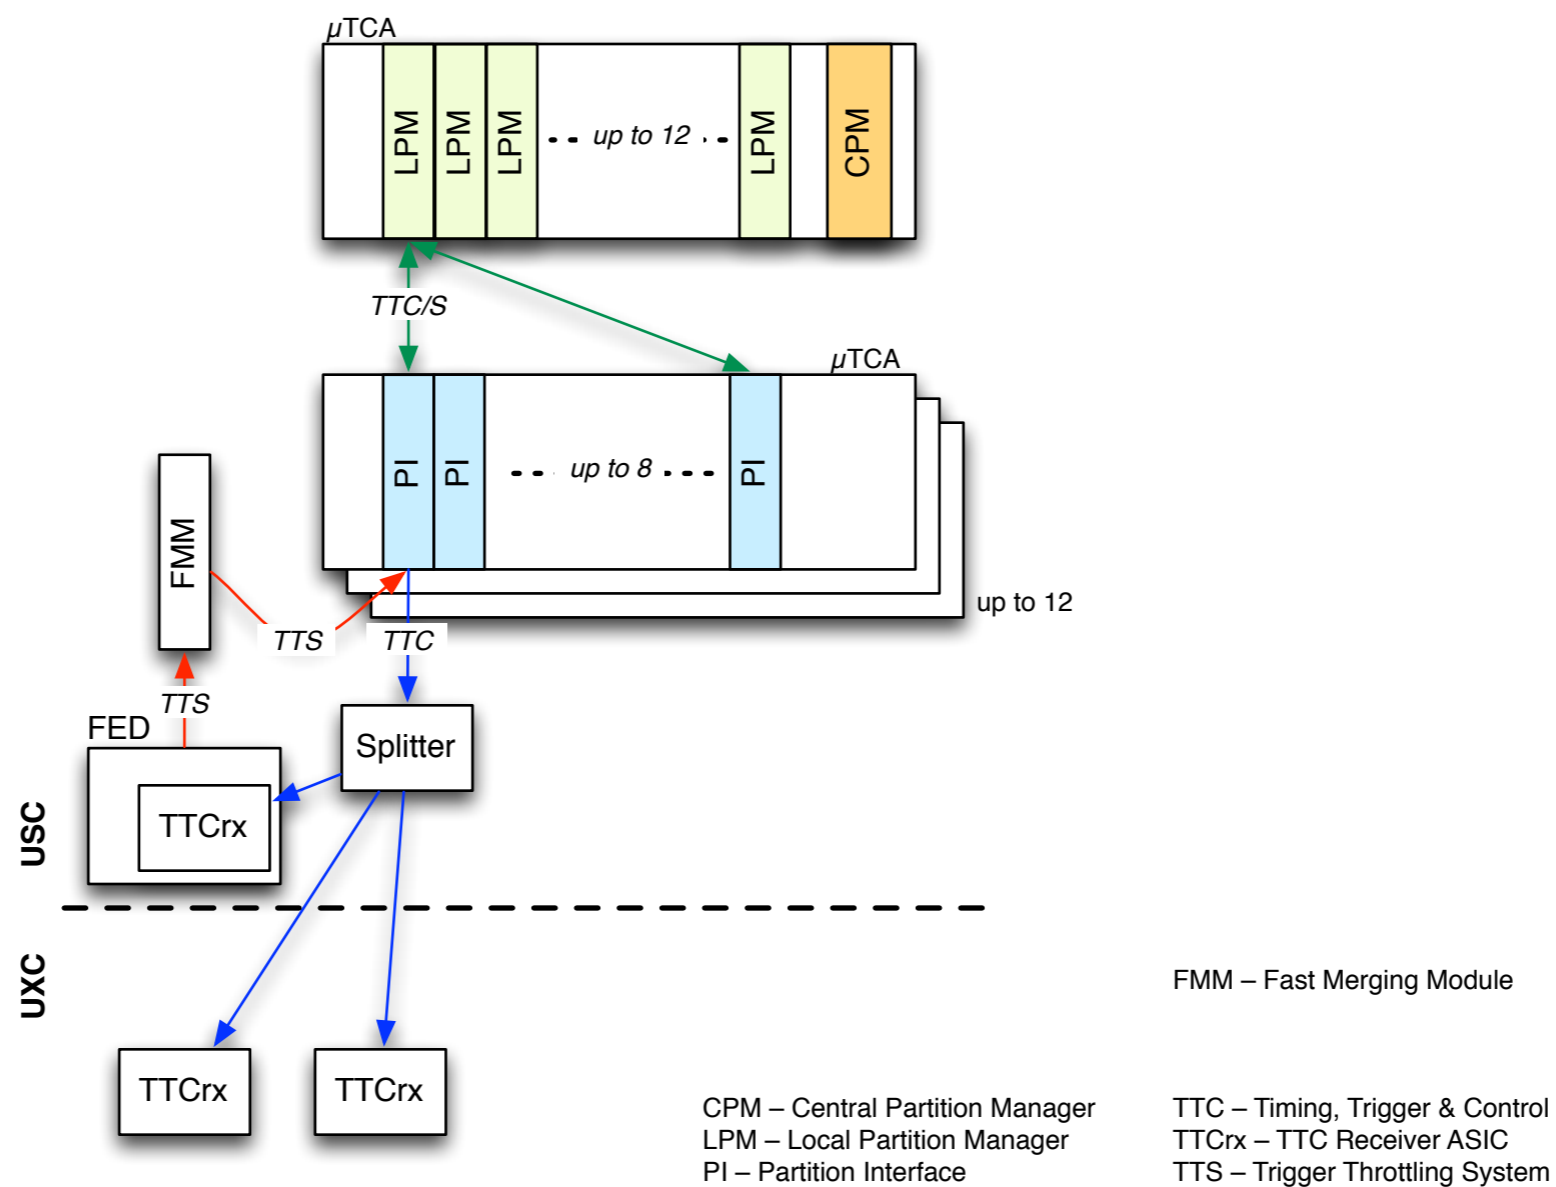 µTCA
LPM
LPM
LPM
up to 12
LPM
CPM
TTC/S
µTCA
PI
PI
up to 8
PI
FMM
up to 12
TTS
TTC
TTS
FED
Splitter
TTCrx
USC
UXC
FMM – Fast Merging Module
TTCrx
TTCrx
CPM – Central Partition Manager
LPM – Local Partition Manager
PI – Partition Interface
TTC – Timing, Trigger & Control
TTCrx – TTC Receiver ASIC
TTS – Trigger Throttling System